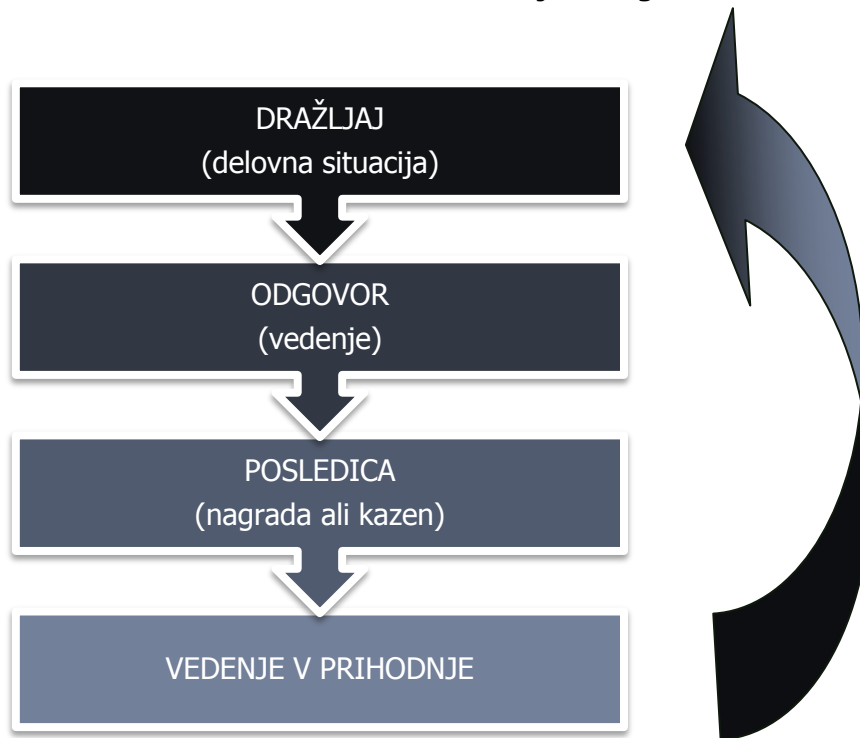 DRAŽLJAJ
(delovna situacija)
ODGOVOR
(vedenje)
POSLEDICA
(nagrada ali kazen)
VEDENJE V PRIHODNJE